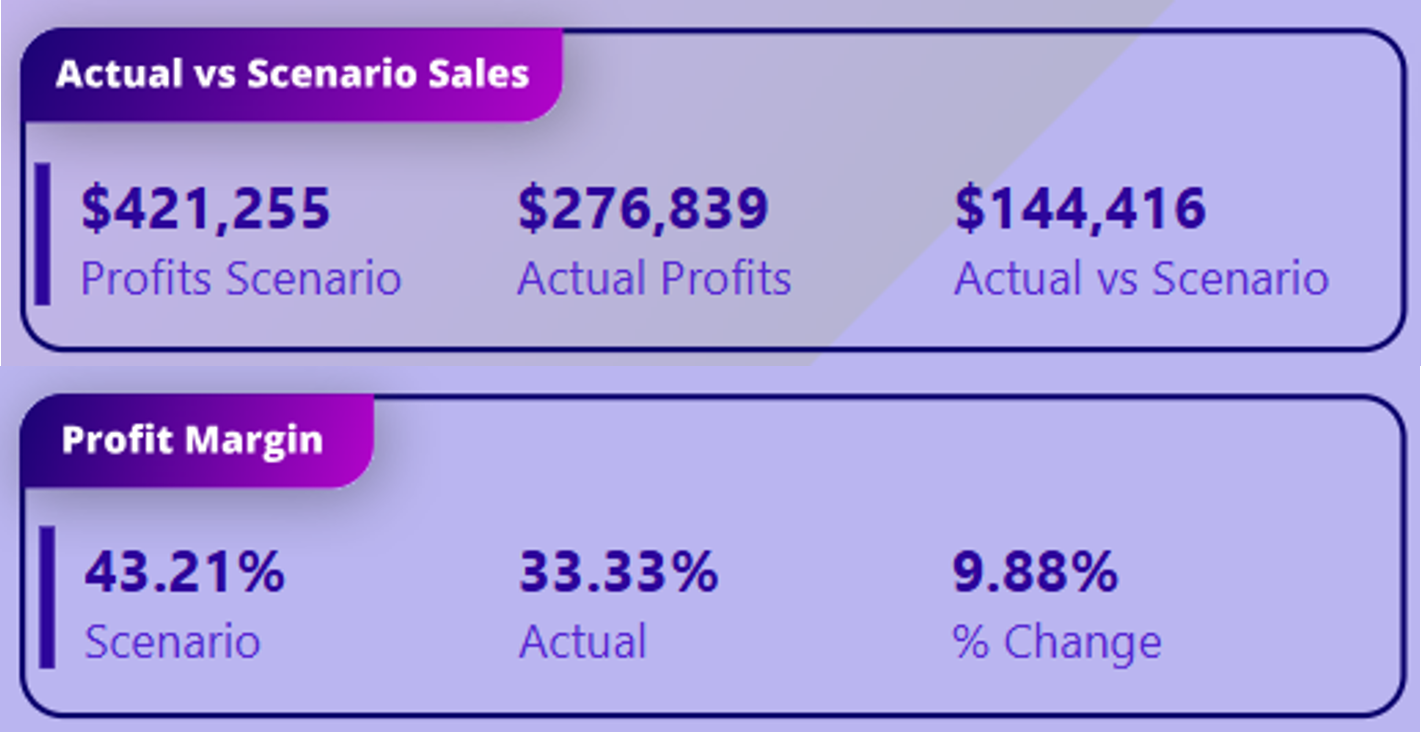 Actual vs Scenario Sales
$421,255 $276,839 $144,416
Profits Scenario Actual Profits Actual vs Scenario
Profit Margin
43.21% 33.33% 9.88%
Scenario Actual % Change